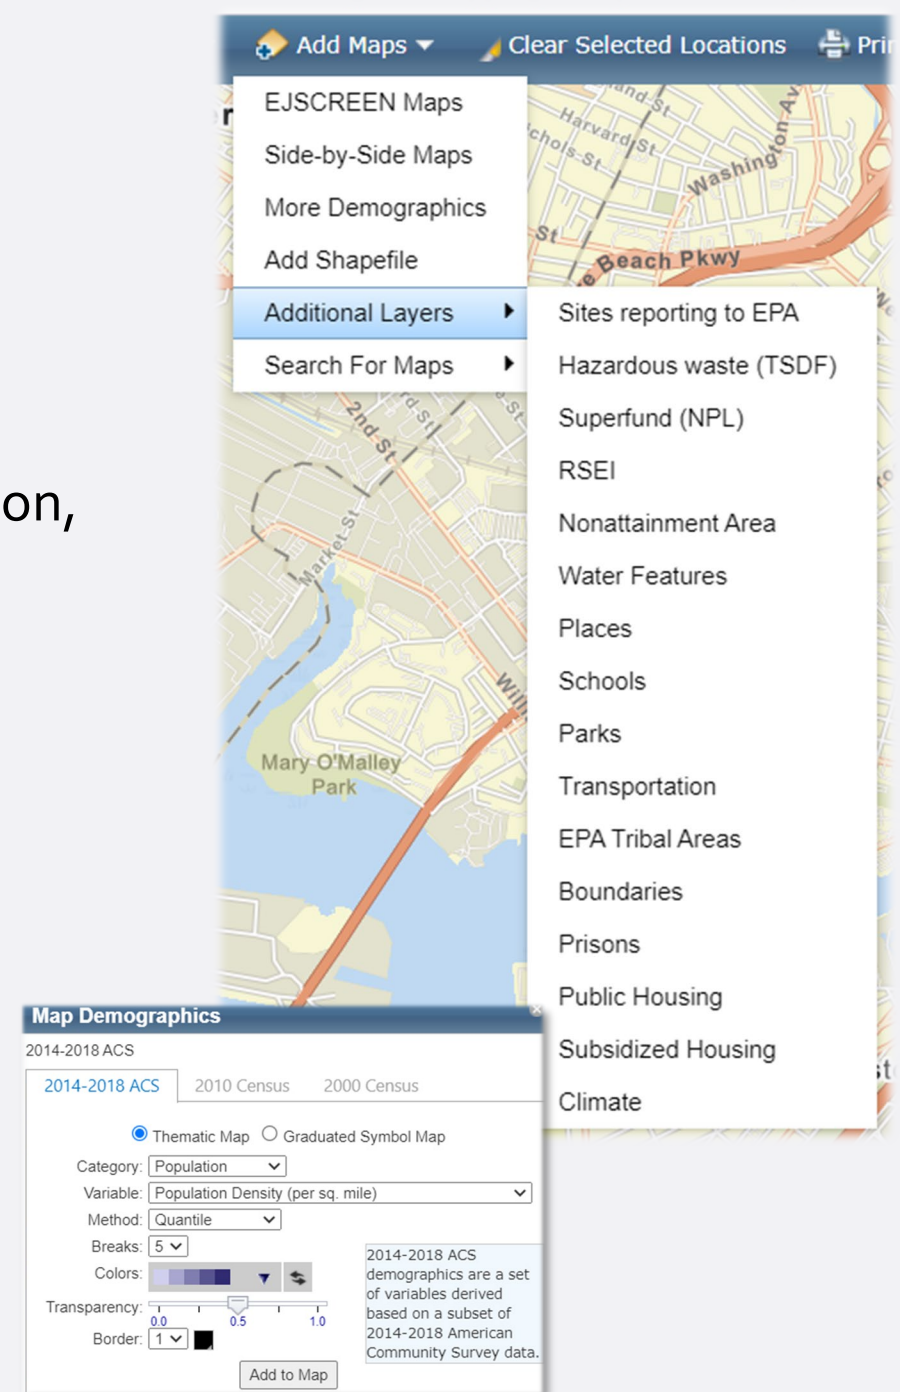 Add Maps
Clear Selected Locations
EJSCREEN Maps
Side-by-Side Maps
More Demographics
Add Shapefile
Additional Layers
Search For Maps
Sites reporting to EPA
Hazardous waste (TSDF)
Superfund (NPL)
RSEI
Nonattainment Area
Water Features
Places
Schools
Parks
Transportation
EPA Tribal Areas
Boundaries
Prisons
Public Housing
Subsidized Housing
Climate
Harvard St
Washington Av
St
Beach Pkwy
2nd St
Market St
Mary O'Malley
Park
on,
Map Demographics
2014-2018 ACS
2014-2018 ACS 2010 Census 2000 Census
Thematic Map Graduated Symbol Map
Category: Population
Variable: Population Density (per sq. mile)
Method: Quantile
Breaks: 5
Colors:
Transparency:
0.0 0.5 1.0
Border: 1
2014-2018 ACS
demographics are a set
of variables derived
based on a subset of
2014-2018 American
Community Survey data.
Add to Map